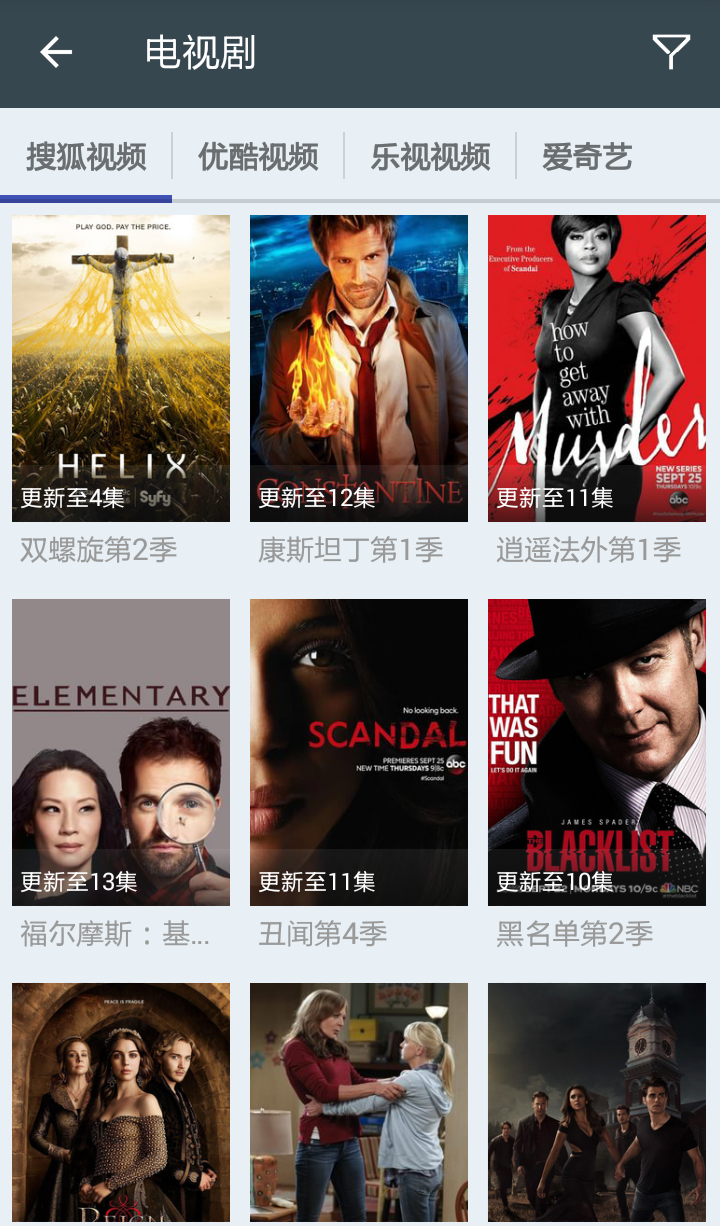 电视剧
搜狐视频
优酷视频
乐视视频
爱奇艺
PLAY GOD. PAY THE PRICE.
HELIX
Syfy
更新至4集
双螺旋第2季
CONSTANTINE
更新至12集
康斯坦丁第1季
From the
Executive Producers
of Scandal
how
to
get
away
with
Murder
NEW SERIES
SEPT 25
THURSDAYS 10|9c
abc
更新至11集
逍遥法外第1季
ELEMENTARY
更新至13集
福尔摩斯：基...
No looking back.
SCANDAL
PREMIERES SEPT 25
NEW TIME THURSDAYS 9|8c
abc
#Scandal
更新至11集
丑闻第4季
THAT
WAS
FUN
LET'S DO IT AGAIN
JAMES SPADER
THE
BLACKLIST
MONDAYS 10/9c
NBC
更新至10集
黑名单第2季
PEACE IS FRAGILE
REIGN